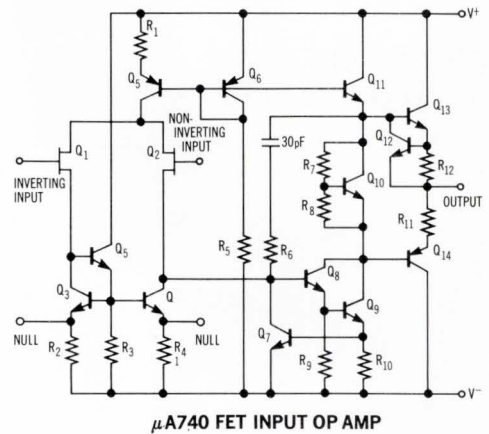 V+
R1
Q5
Q6
Q11
Q13
NON-
INVERTING
INPUT
Q12
Q1
Q2
30pF
R7
Q10
R12
INVERTING
INPUT
R8
OUTPUT
R11
Q5
R5
R6
Q14
Q3
Q
Q8
Q9
NULL
NULL
Q7
R2
R3
R4
1
R9
R10
V-
μA740 FET INPUT OP AMP